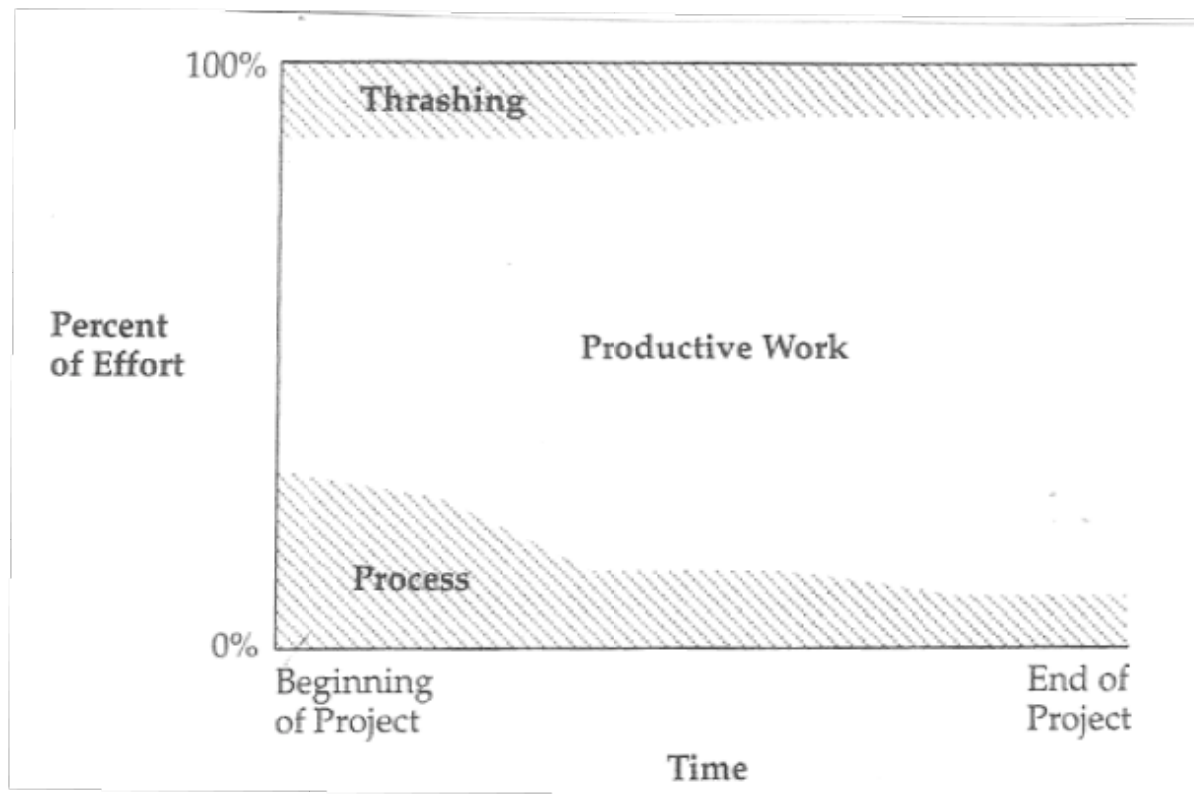 100%
Thrashing
Percent
of Effort
Productive Work
Process
0%
Beginning
of Project
End of
Project
Time